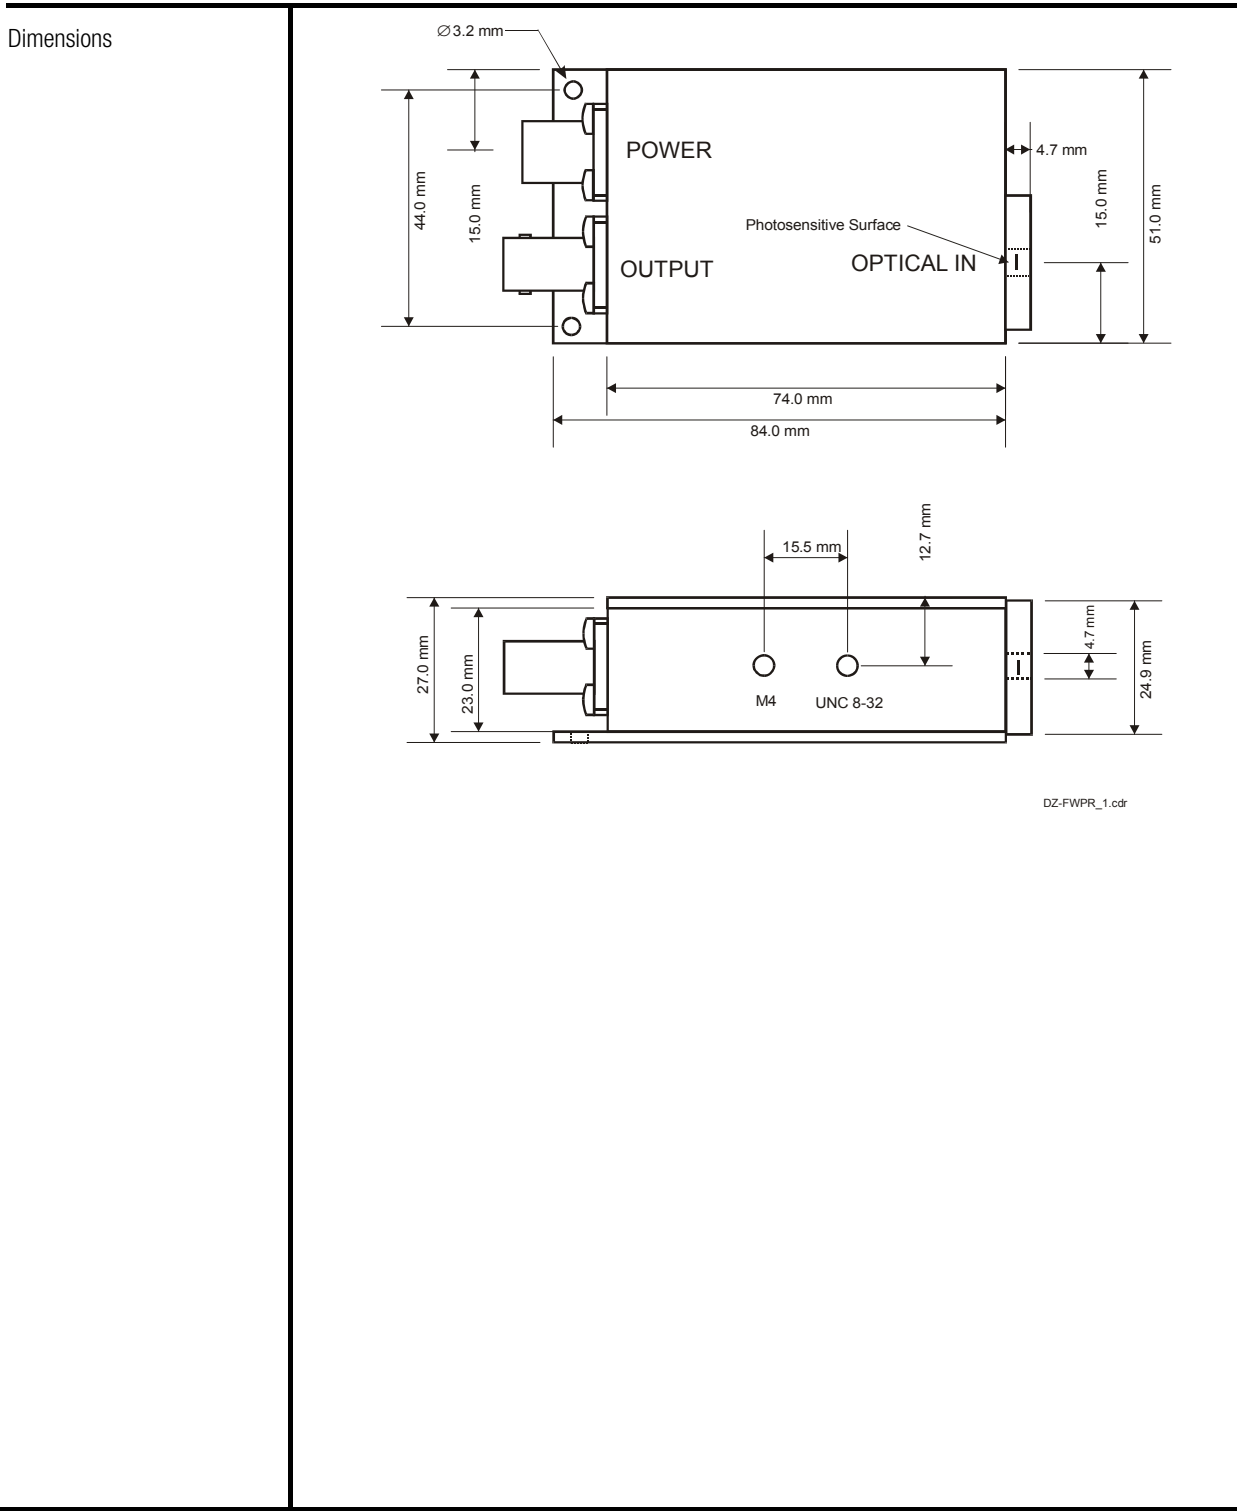 Dimensions
∅3.2 mm
POWER
4.7 mm
44.0 mm
15.0 mm
15.0 mm
51.0 mm
Photosensitive Surface
OUTPUT
OPTICAL IN
74.0 mm
84.0 mm
12.7 mm
15.5 mm
4.7 mm
27.0 mm
23.0 mm
24.9 mm
M4
UNC 8-32
DZ-FWPR_1.cdr